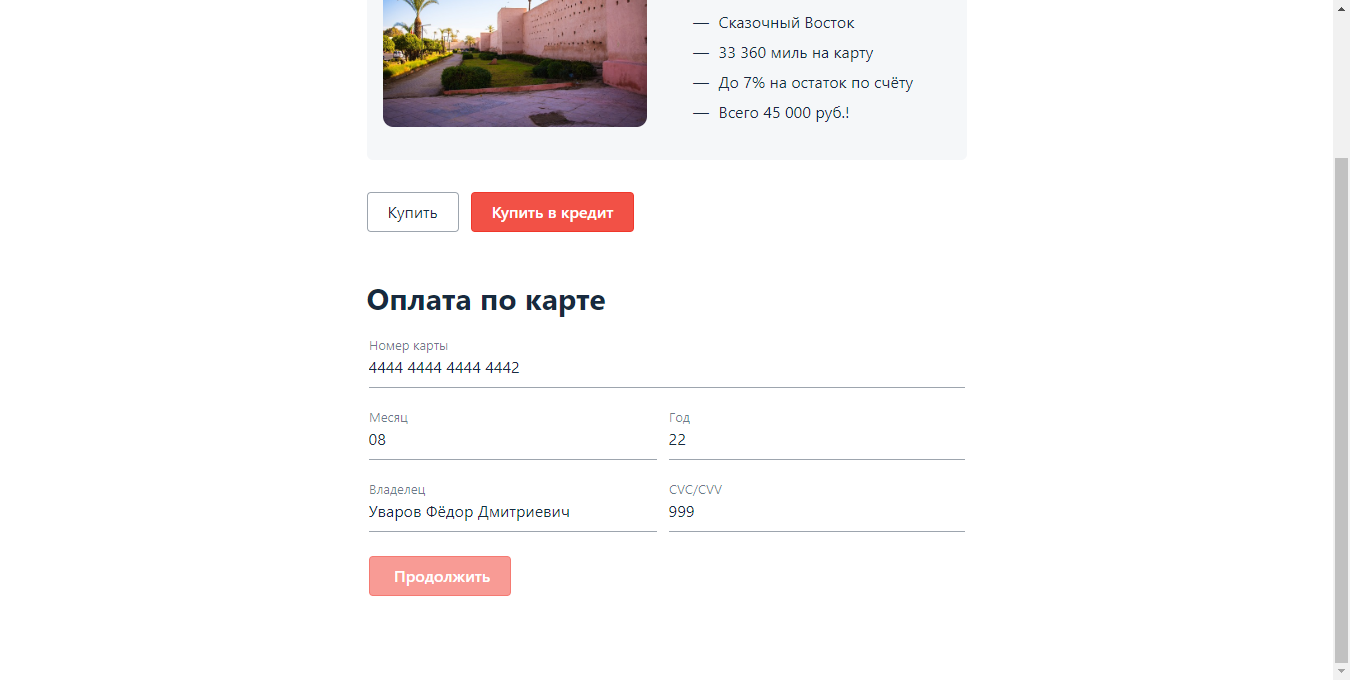 — Сказочный Восток
— 33 360 миль на карту
— До 7% на остаток по счёту
— Всего 45 000 руб.!
Купить Купить в кредит
Оплата по карте
Номер карты
4444 4444 4444 4442
Месяц Год
08 22
Владелец CVC/CVV
Уваров Фёдор Дмитриевич 999
Продолжить